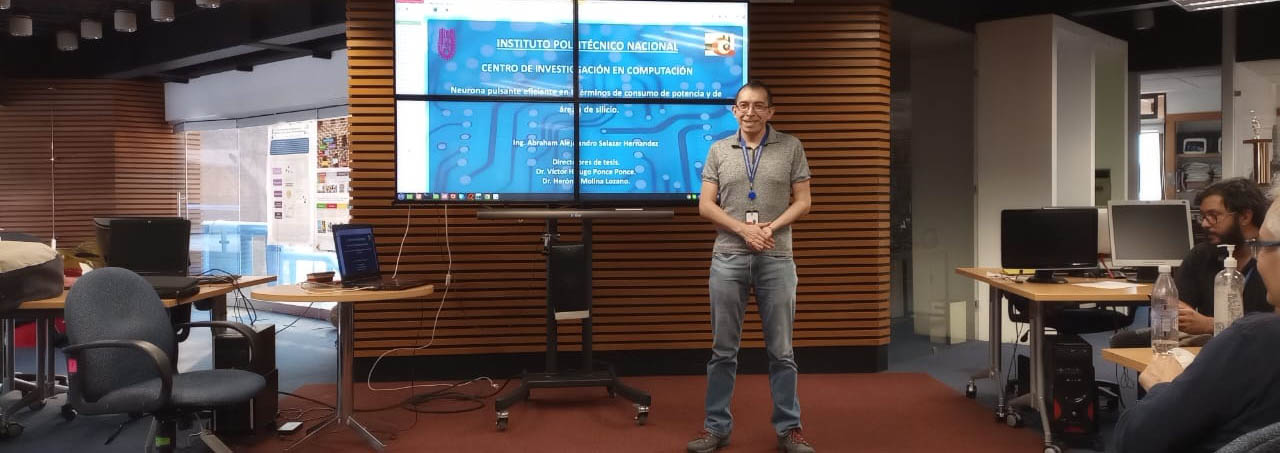 INSTITUTO POLITÉCNICO NACIONAL
CENTRO DE INVESTIGACIÓN EN COMPUTACIÓN
Neurona pulsante eficiente en términos de consumo de potencia y de
área de silicio.
Ing. Abraham Alejandro Salazar Hernández
Directores de tesis.
Dr. Víctor Hugo Ponce Ponce.
Dr. Herón Molina Lozano.